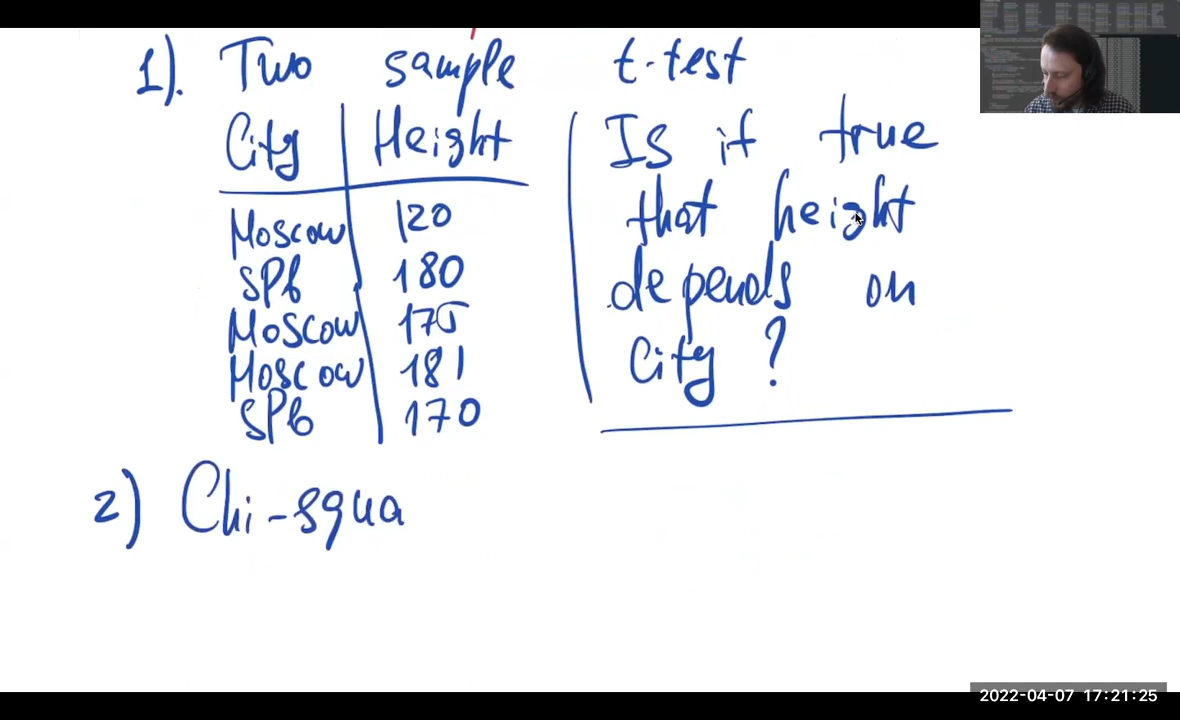 1). Two sample t-test
City Height
Moscow 120
SPb 180
Moscow 175
Moscow 181
SPb 170
Is it true
that height
depends on
City ?
2) Chi-squa
2022-04-07 17:21:25